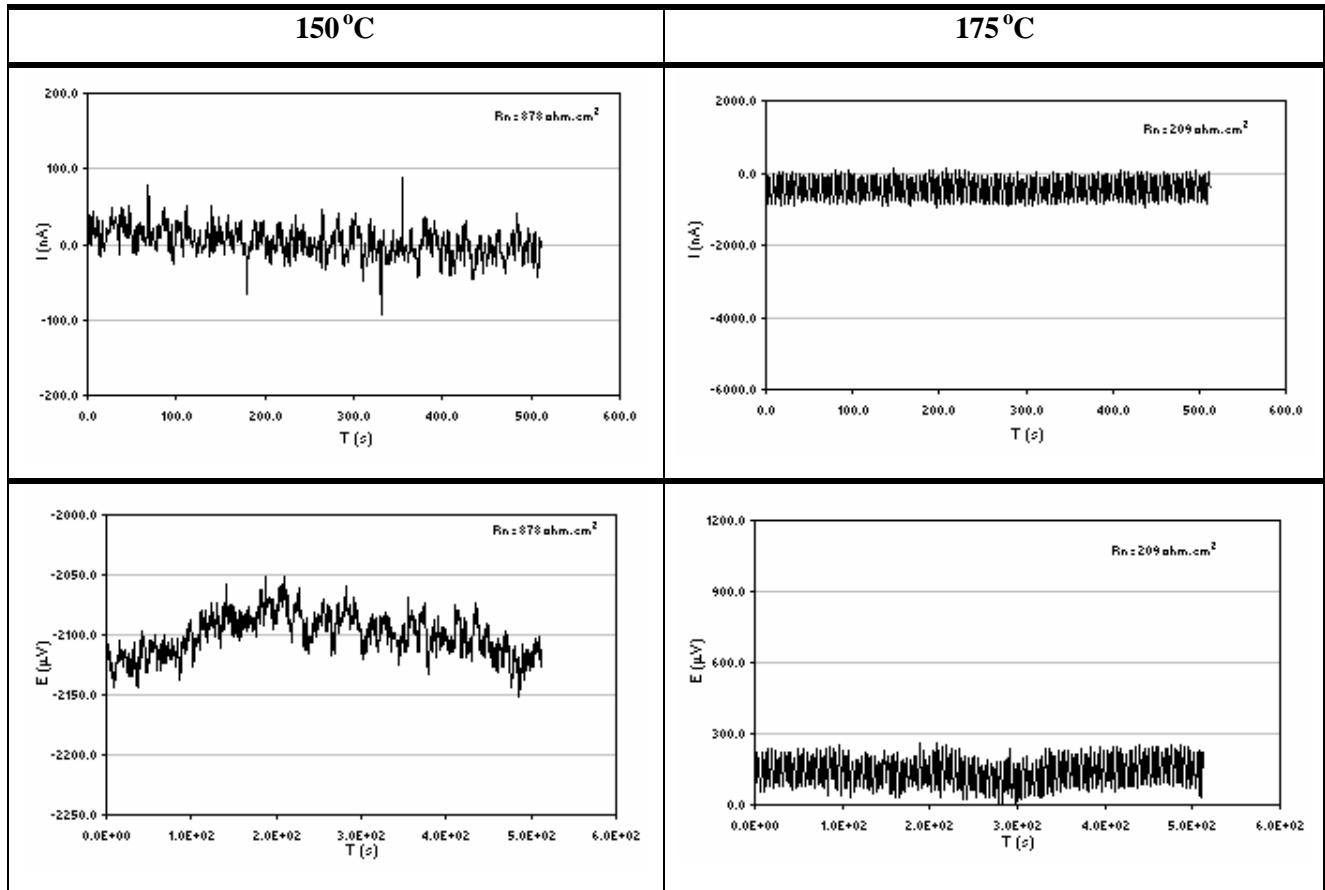 150 °C
175 °C
200.0
Rn : 878 ohm.cm²
100.0
0.0
I (nA)
-100.0
-200.0
0.0 100.0 200.0 300.0 400.0 500.0 600.0
T (s)
2000.0
Rn : 209 ohm.cm²
0.0
I (nA)
-2000.0
-4000.0
-6000.0
0.0 100.0 200.0 300.0 400.0 500.0 600.0
T (s)
-2000.0
Rn : 878 ohm.cm²
-2050.0
-2100.0
E (µV)
-2150.0
-2200.0
-2250.0
0.0E+00 1.0E+02 2.0E+02 3.0E+02 4.0E+02 5.0E+02 6.0E+02
T (s)
1200.0
Rn : 209 ohm.cm²
900.0
E (µV)
600.0
300.0
0.0
0.0E+00 1.0E+02 2.0E+02 3.0E+02 4.0E+02 5.0E+02 6.0E+02
T (s)